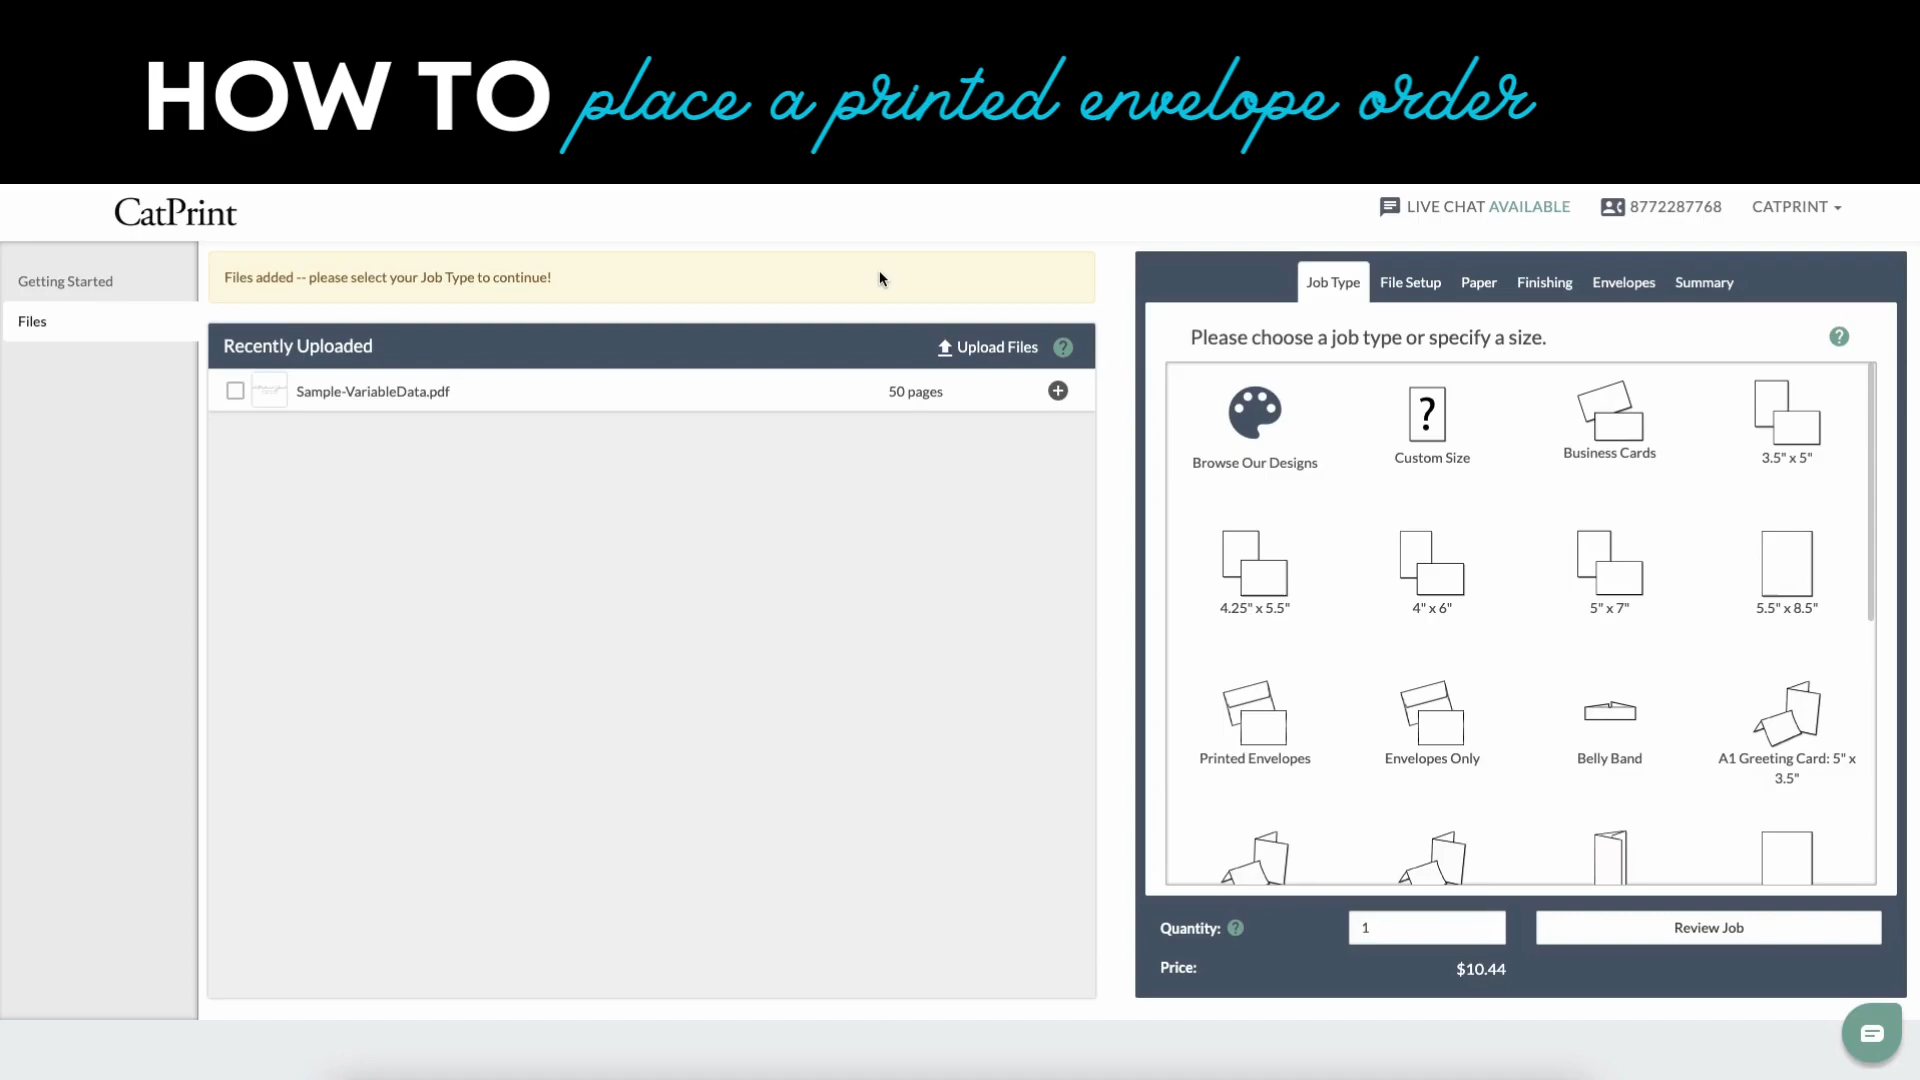 HOW TO place a printed envelope order
CatPrint
LIVE CHAT AVAILABLE
8772287768
CATPRINT
Getting Started
Files
Files added -- please select your Job Type to continue!
Recently Uploaded
Upload Files
?
Sample-VariableData.pdf
50 pages
Job Type
File Setup
Paper
Finishing
Envelopes
Summary
Please choose a job type or specify a size.
?
?
Browse Our Designs
Custom Size
Business Cards
3.5" x 5"
4.25" x 5.5"
4" x 6"
5" x 7"
5.5" x 8.5"
Printed Envelopes
Envelopes Only
Belly Band
A1 Greeting Card: 5" x
3.5"
Quantity:
?
1
Review Job
Price:
$10.44